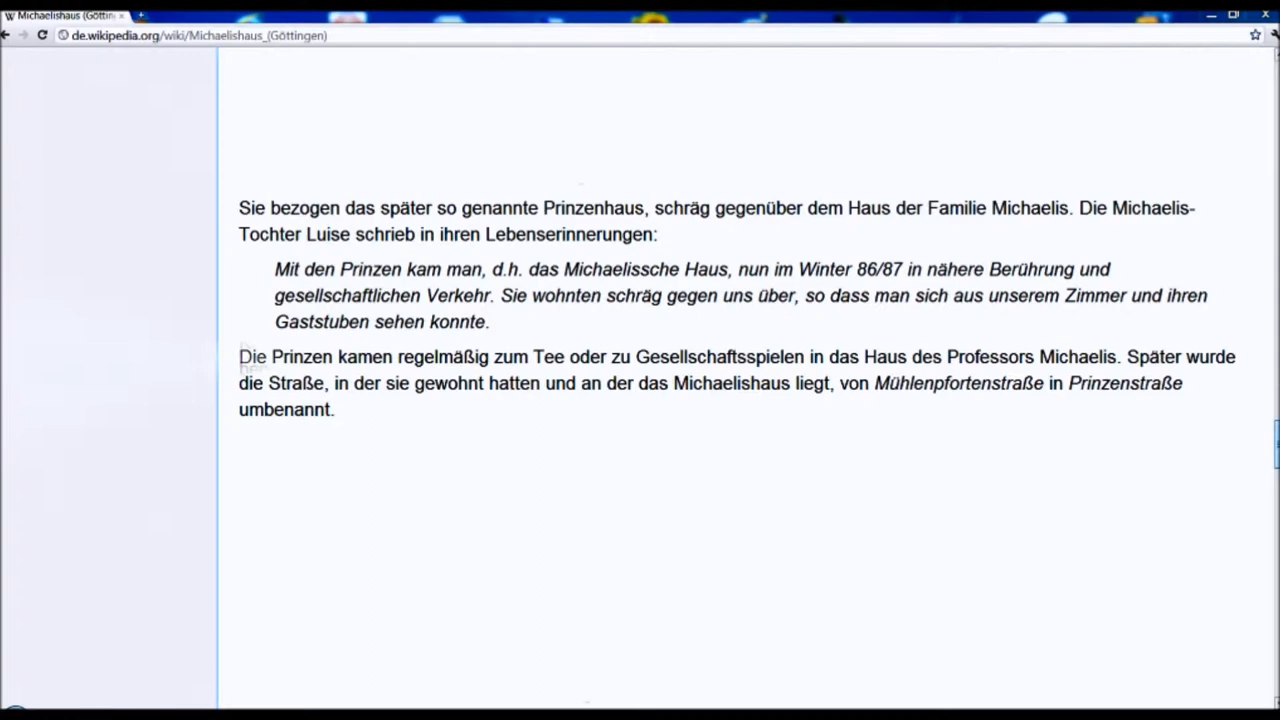 Michaelishaus (Götting
de.wikipedia.org/wiki/Michaelishaus_(Göttingen)
Sie bezogen das später so genannte Prinzenhaus, schräg gegenüber dem Haus der Familie Michaelis. Die Michaelis-
Tochter Luise schrieb in ihren Lebenserinnerungen:
Mit den Prinzen kam man, d.h. das Michaelissche Haus, nun im Winter 86/87 in nähere Berührung und
gesellschaftlichen Verkehr. Sie wohnten schräg gegen uns über, so dass man sich aus unserem Zimmer und ihren
Gaststuben sehen konnte.
Die Prinzen kamen regelmäßig zum Tee oder zu Gesellschaftsspielen in das Haus des Professors Michaelis. Später wurde
die Straße, in der sie gewohnt hatten und an der das Michaelishaus liegt, von Mühlenpfortenstraße in Prinzenstraße
umbenannt.